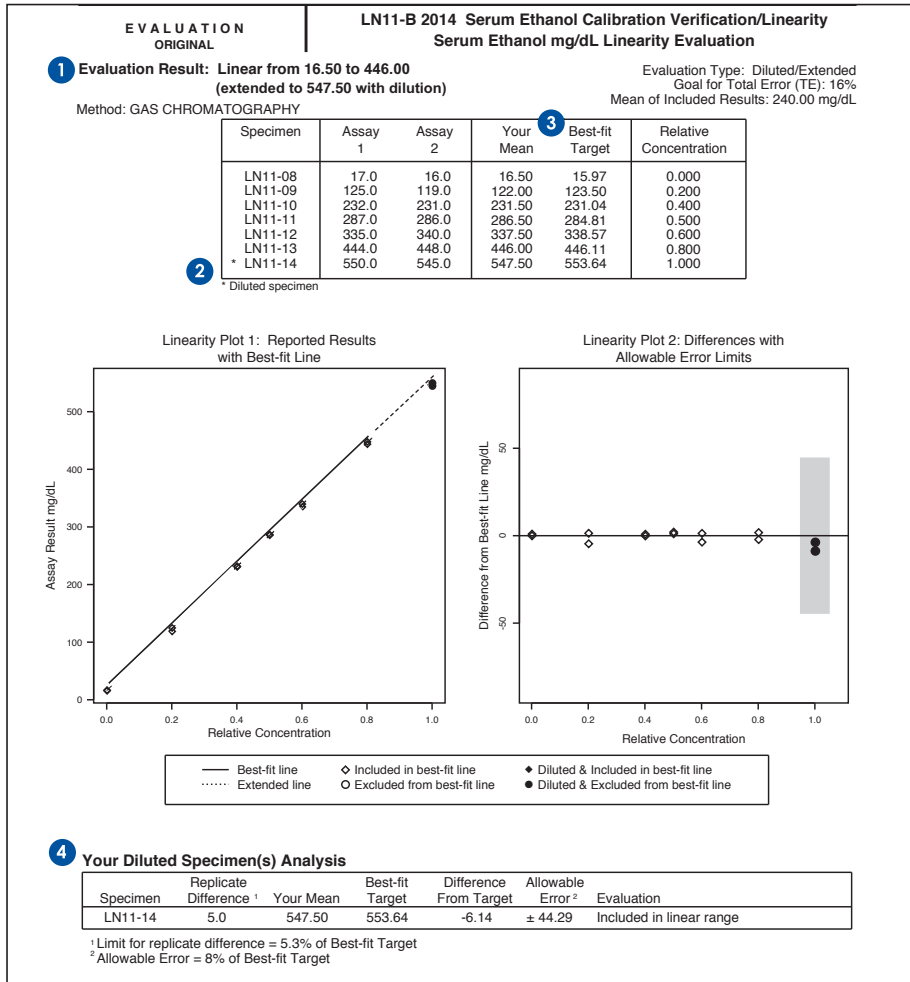 EVALUATION
ORIGINAL
LN11-B 2014 Serum Ethanol Calibration Verification/Linearity
Serum Ethanol mg/dL Linearity Evaluation
1 Evaluation Result: Linear from 16.50 to 446.00
(extended to 547.50 with dilution)
Evaluation Type: Diluted/Extended
Goal for Total Error (TE): 16%
Mean of Included Results: 240.00 mg/dL
Method: GAS CHROMATOGRAPHY
3
Specimen Assay 1 Assay 2 Your Mean Best-fit Target Relative Concentration
LN11-08 17.0 16.0 16.50 15.97 0.000
LN11-09 125.0 119.0 122.00 123.50 0.200
LN11-10 232.0 231.0 231.50 231.04 0.400
LN11-11 287.0 286.0 286.50 284.81 0.500
LN11-12 335.0 340.0 337.50 338.57 0.600
LN11-13 444.0 448.0 446.00 446.11 0.800
* LN11-14 550.0 545.0 547.50 553.64 1.000
2
* Diluted specimen
Linearity Plot 1: Reported Results
with Best-fit Line
Assay Result mg/dL
500
400
300
200
100
0
0.0 0.2 0.4 0.6 0.8 1.0
Relative Concentration
Linearity Plot 2: Differences with
Allowable Error Limits
Difference from Best-fit Line mg/dL
50
0
-50
0.0 0.2 0.4 0.6 0.8 1.0
Relative Concentration
Best-fit line Included in best-fit line Diluted & Included in best-fit line
Extended line Excluded from best-fit line Diluted & Excluded from best-fit line
4 Your Diluted Specimen(s) Analysis
Specimen Replicate Difference ¹ Your Mean Best-fit Target Difference From Target Allowable Error ² Evaluation
LN11-14 5.0 547.50 553.64 -6.14 ± 44.29 Included in linear range
¹ Limit for replicate difference = 5.3% of Best-fit Target
² Allowable Error = 8% of Best-fit Target